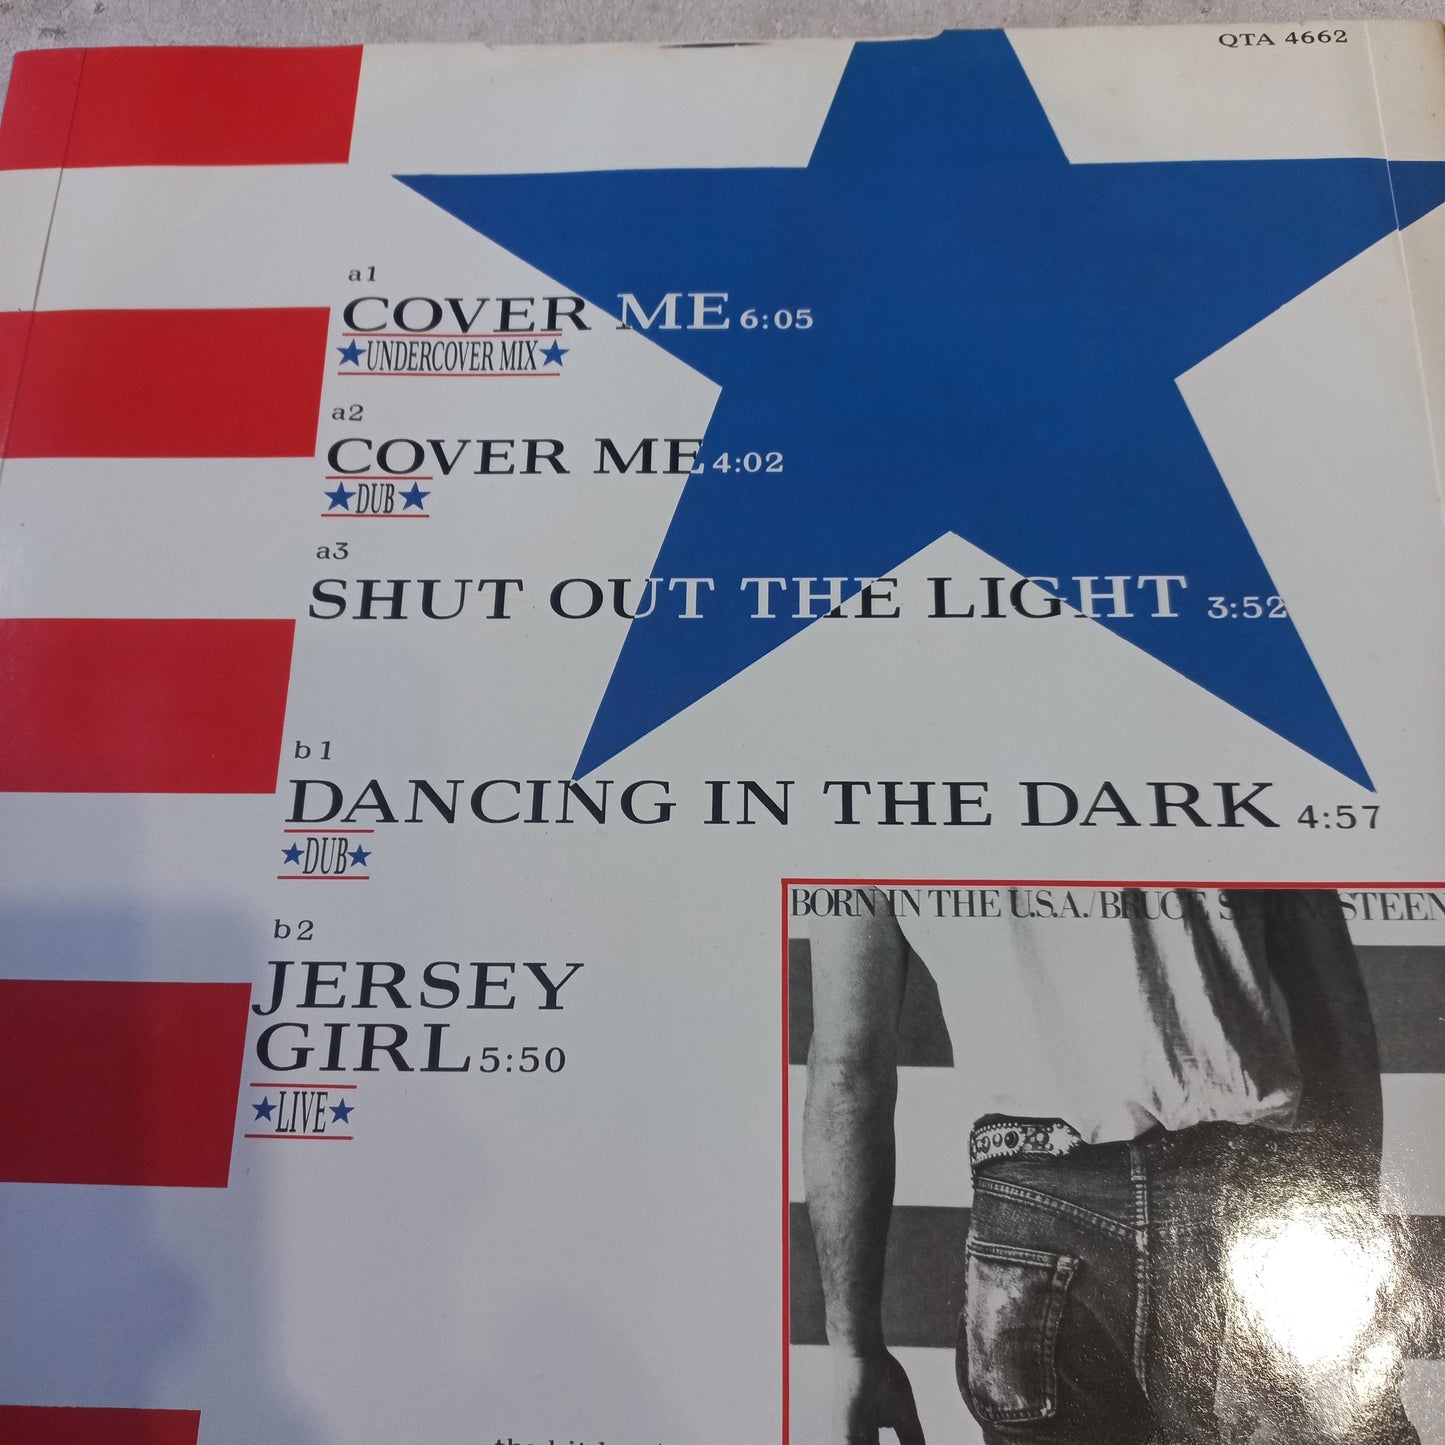 QTA 4662
a1
COVER ME 6:05
★UNDERCOVER MIX★
a2
COVER ME 4:02
★DUB★
a3
SHUT OUT THE LIGHT 3:52
b1
DANCING IN THE DARK 4:57
★DUB★
b2
JERSEY
GIRL 5:50
★LIVE★
BORN IN THE U.S.A./BRUCE SPRINGSTEEN